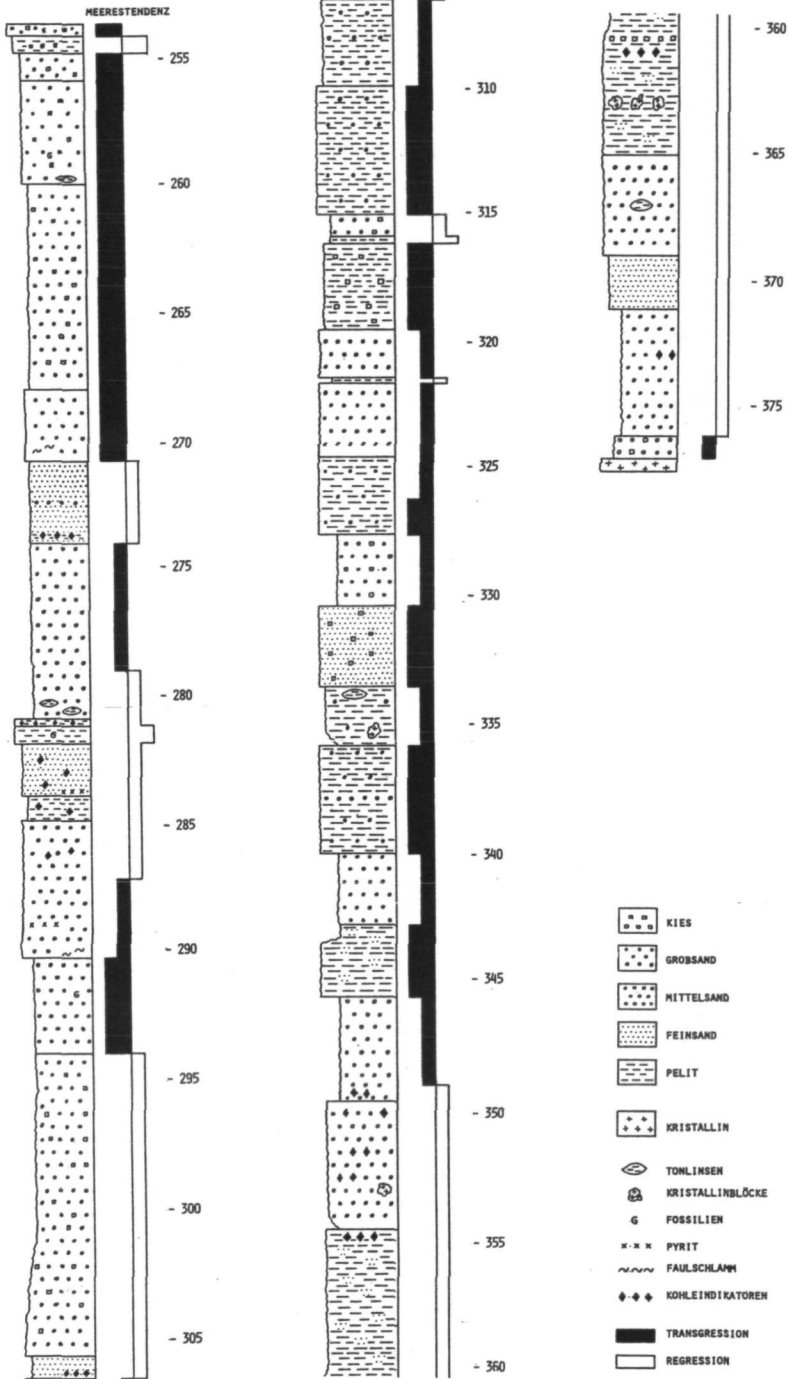 MEERESTENDENZ
- 255
- 260
- 265
- 270
- 275
- 280
- 285
- 290
- 295
- 300
- 305
- 310
- 315
- 320
- 325
- 330
- 335
- 340
- 345
- 350
- 355
- 360
- 360
- 365
- 370
- 375
KIES
GROBSAND
MITTELSAND
FEINSAND
PELIT
KRISTALLIN
TONLINSEN
KRISTALLINBLÖCKE
G FOSSILIEN
PYRIT
FAULSCHLAMM
KOHLEINDIKATOREN
TRANSGRESSION
REGRESSION